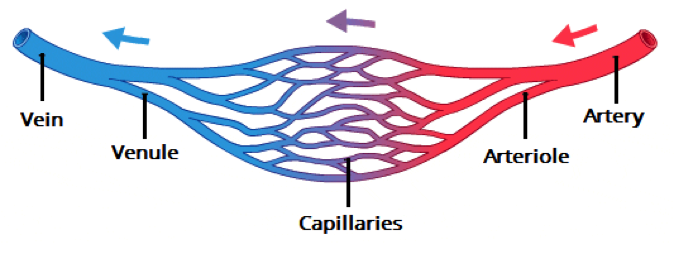 Vein
Venule
Capillaries
Arteriole
Artery